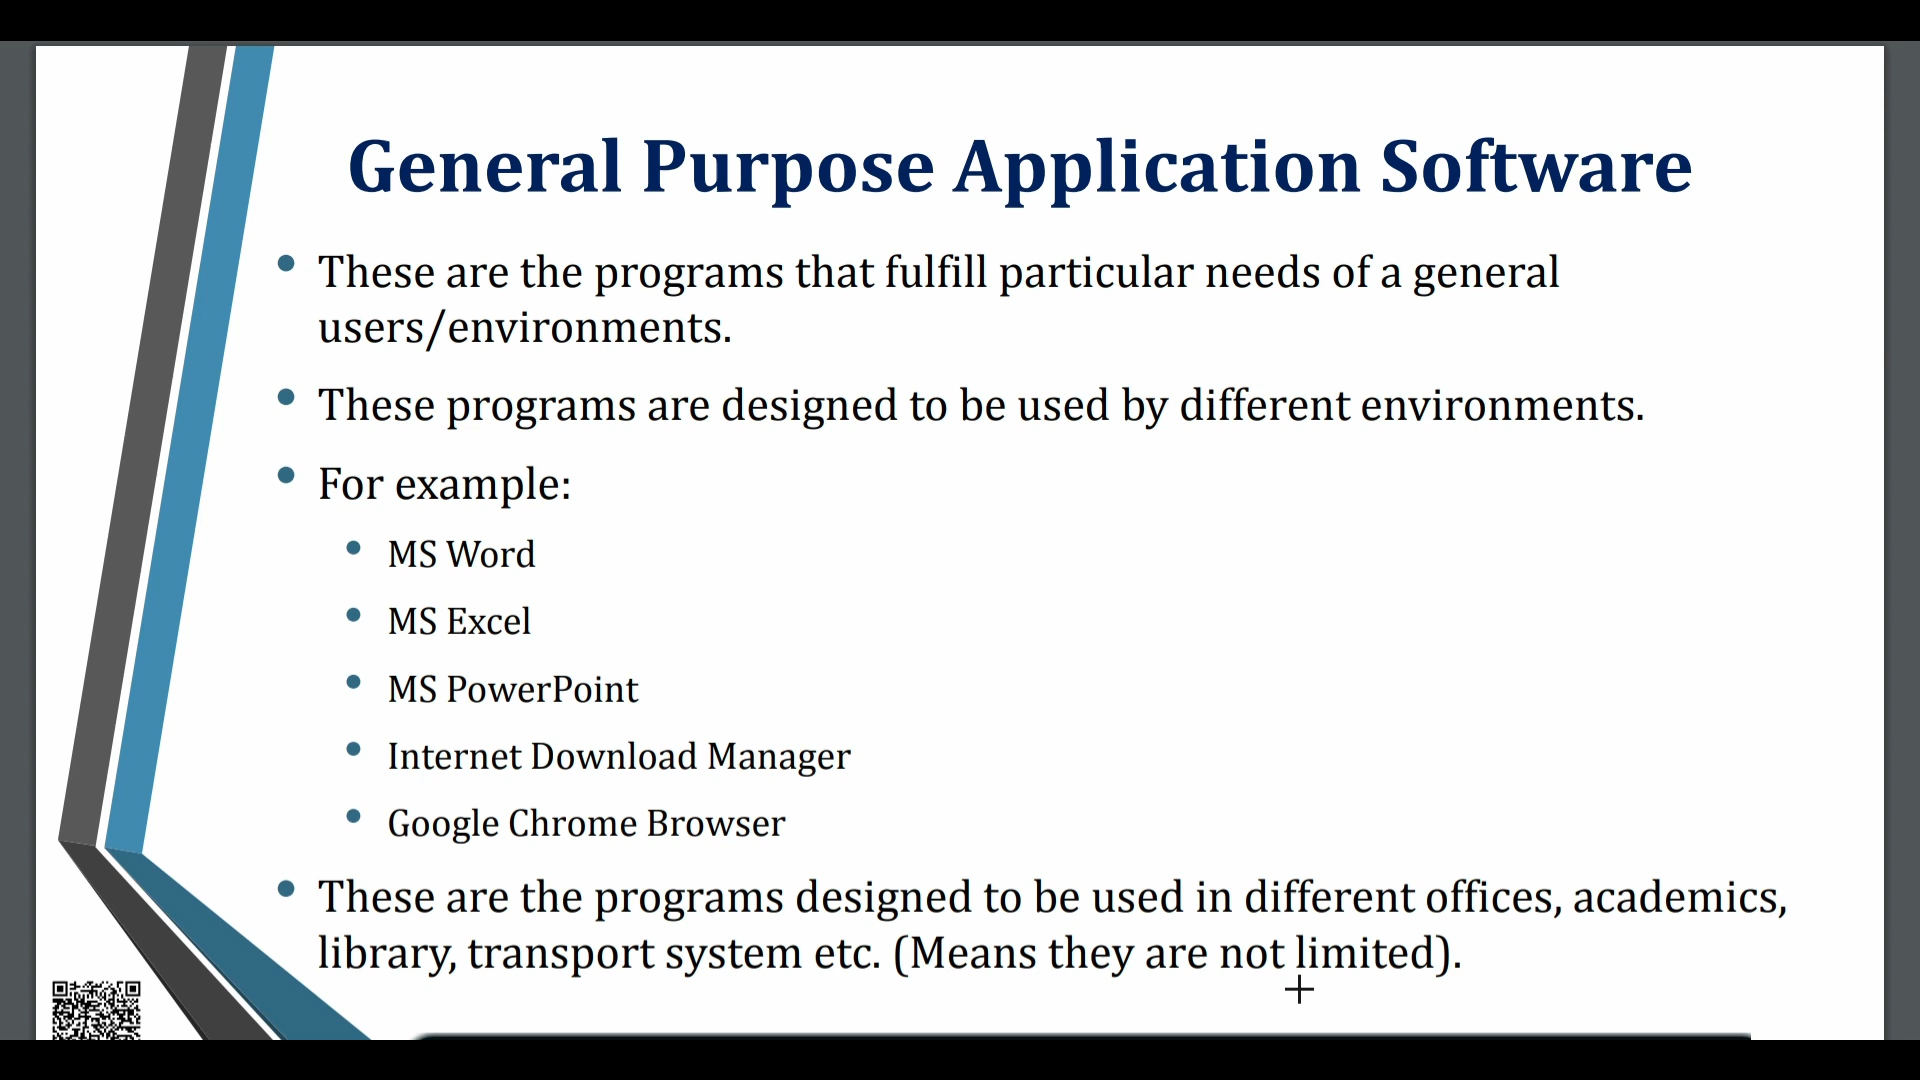 General Purpose Application Software
• These are the programs that fulfill particular needs of a general
users/environments.
• These programs are designed to be used by different environments.
• For example:
• MS Word
• MS Excel
• MS PowerPoint
• Internet Download Manager
• Google Chrome Browser
• These are the programs designed to be used in different offices, academics,
library, transport system etc. (Means they are not limited).